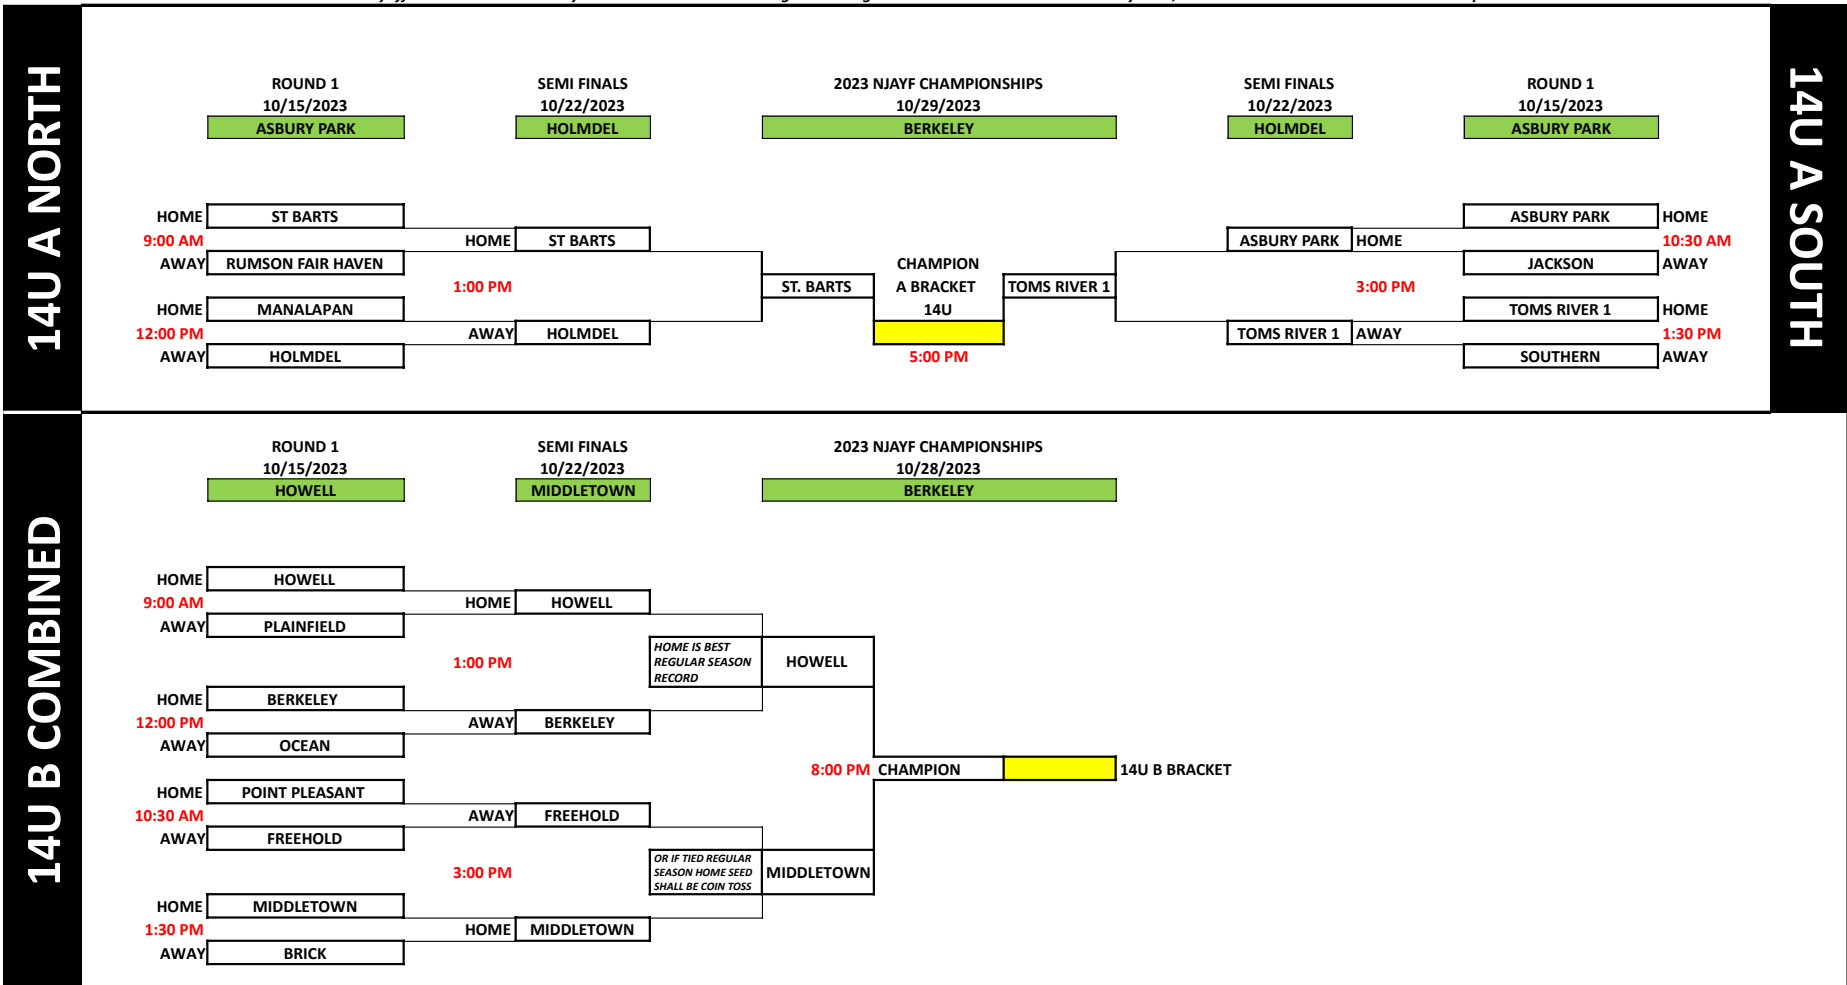 14U A NORTH
ROUND 1
10/15/2023
ASBURY PARK
SEMI FINALS
10/22/2023
HOLMDEL
2023 NJAYF CHAMPIONSHIPS
10/29/2023
BERKELEY
SEMI FINALS
10/22/2023
HOLMDEL
ROUND 1
10/15/2023
ASBURY PARK
14U A SOUTH
HOME ST BARTS
9:00 AM
AWAY RUMSON FAIR HAVEN
HOME MANALAPAN
12:00 PM
AWAY HOLMDEL
HOME ST BARTS
1:00 PM
AWAY HOLMDEL
ST. BARTS
CHAMPION
A BRACKET
14U
5:00 PM
TOMS RIVER 1
ASBURY PARK HOME
3:00 PM
TOMS RIVER 1 AWAY
ASBURY PARK HOME
10:30 AM
JACKSON AWAY
TOMS RIVER 1 HOME
1:30 PM
SOUTHERN AWAY
14U B COMBINED
ROUND 1
10/15/2023
HOWELL
SEMI FINALS
10/22/2023
MIDDLETOWN
2023 NJAYF CHAMPIONSHIPS
10/28/2023
BERKELEY
HOME HOWELL
9:00 AM
AWAY PLAINFIELD
HOME BERKELEY
12:00 PM
AWAY OCEAN
HOME POINT PLEASANT
10:30 AM
AWAY FREEHOLD
HOME MIDDLETOWN
1:30 PM
AWAY BRICK
HOME HOWELL
1:00 PM
AWAY BERKELEY
AWAY FREEHOLD
3:00 PM
HOME MIDDLETOWN
HOME IS BEST
REGULAR SEASON
RECORD
HOWELL
OR IF TIED REGULAR
SEASON HOME SEED
SHALL BE COIN TOSS
MIDDLETOWN
8:00 PM CHAMPION 14U B BRACKET